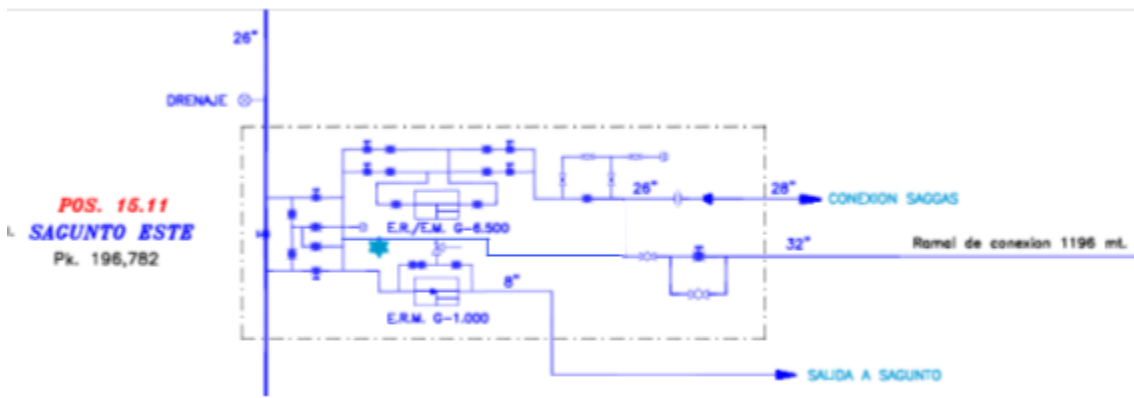 26"
DRENAJE
POS. 15.11
SAGUNTO ESTE
Pk. 196,782
E.R./E.M. G-6.500
26"
28"
CONEXION SAGGAS
32"
Ramal de conexion 1196 mt.
8"
E.R.M. G-1.000
SALIDA A SAGUNTO